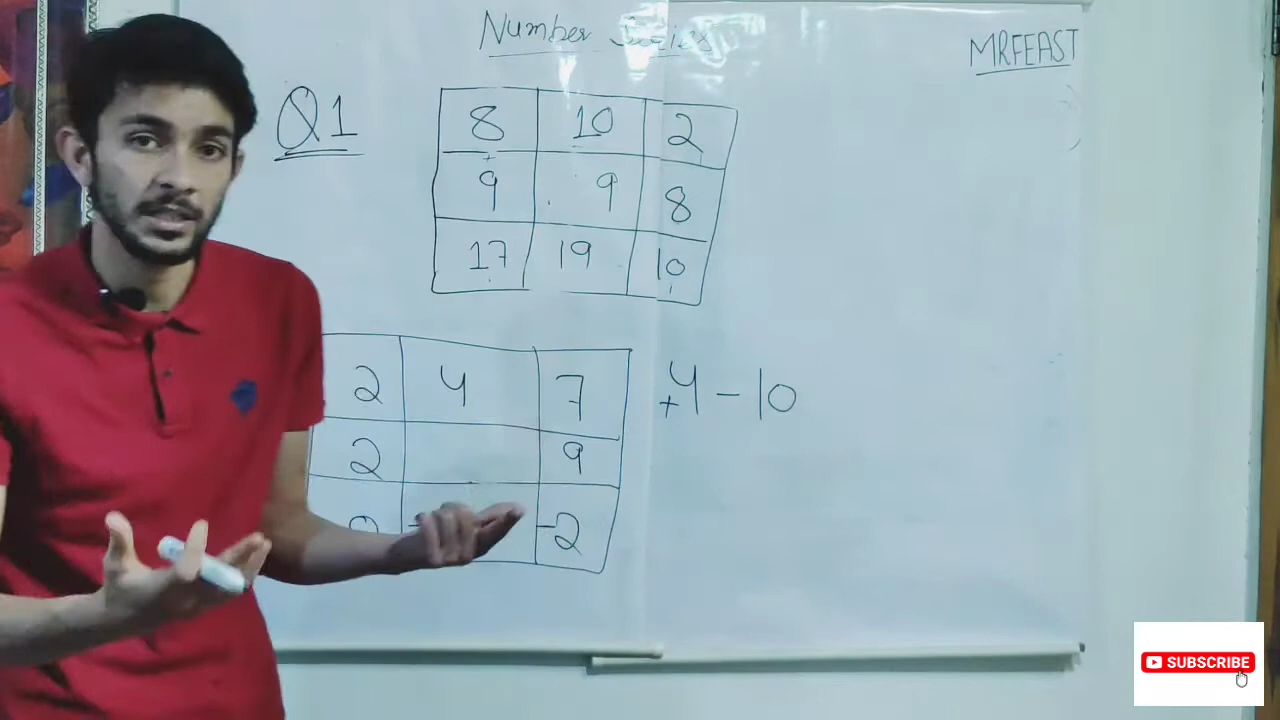 Number Series
MRFEAST
Q1
8 10 2
9 9 8
17 19 10
2 4 7 +4-10
2 9
-2
SUBSCRIBE